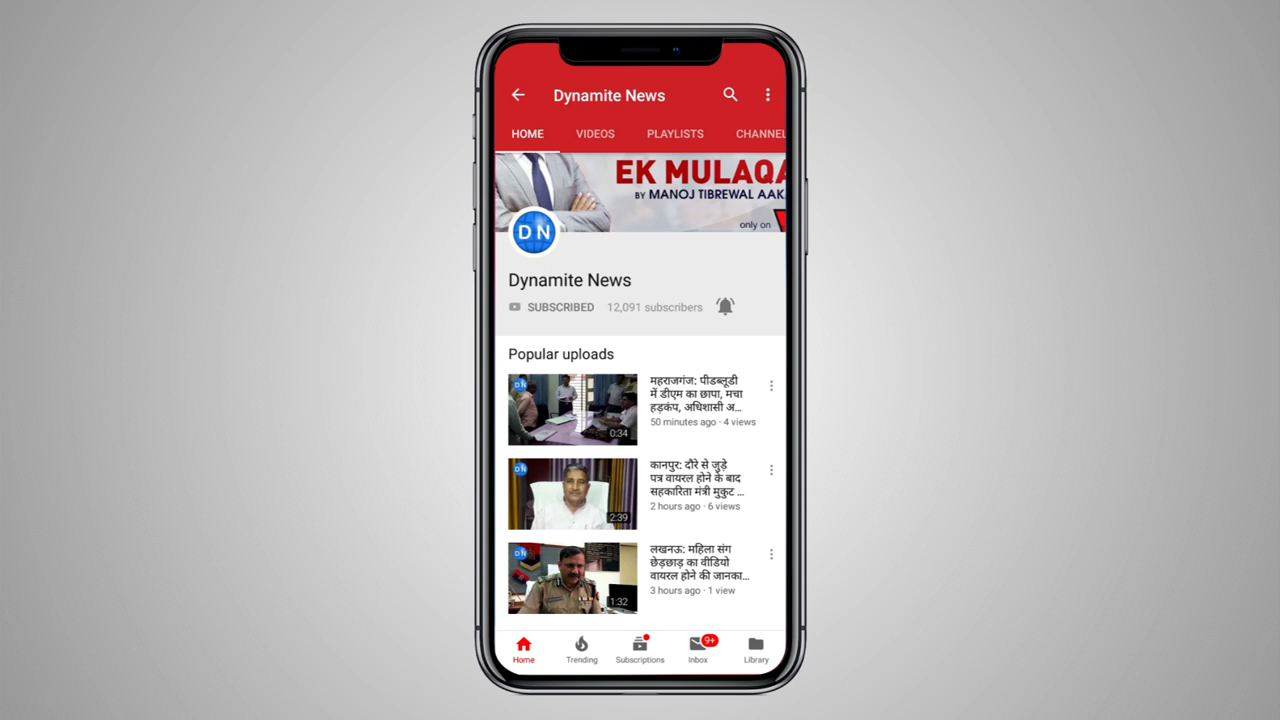 Dynamite News
HOME VIDEOS PLAYLISTS CHANNEL
EK MULAQA
BY MANOJ TIBREWAL AAK
only on
D N
Dynamite News
SUBSCRIBED 12,091 subscribers
Popular uploads
DN
0:34
महराजगंज: पीडब्लूडी
में डीएम का छापा, मचा
हड़कंप, अधिशासी अ...
50 minutes ago · 4 views
DN
2:39
कानपुर: दौरे से जुड़े
पत्र वायरल होने के बाद
सहकारिता मंत्री मुकुट ...
2 hours ago · 6 views
DN
1:32
लखनऊ: महिला संग
छेड़छाड़ का वीडियो
वायरल होने की जानका...
3 hours ago · 1 view
9+
Home Trending Subscriptions Inbox Library